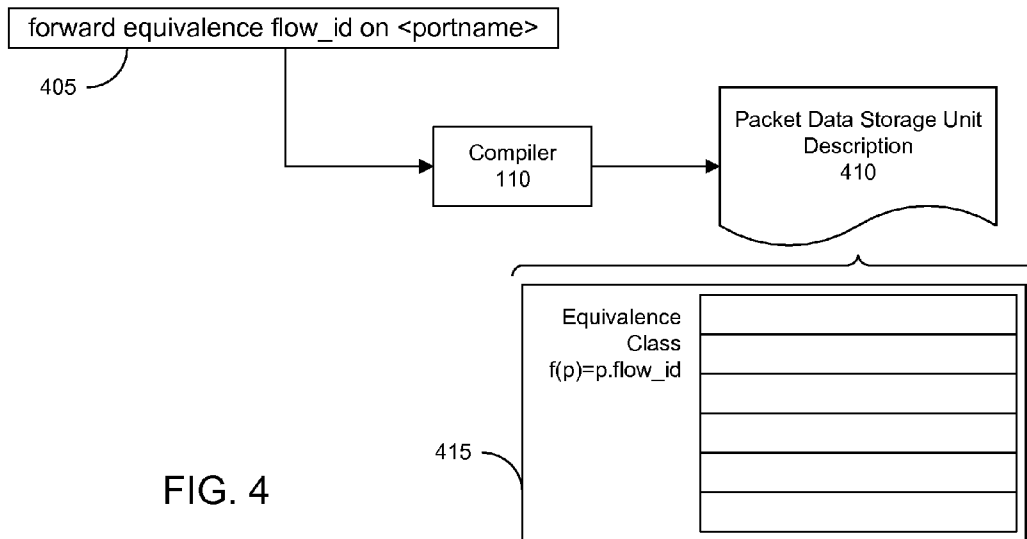 forward equivalence flow_id on <portname>
405
Compiler
110
Packet Data Storage Unit
Description
410
Equivalence
Class
f(p)=p.flow_id
415
FIG. 4